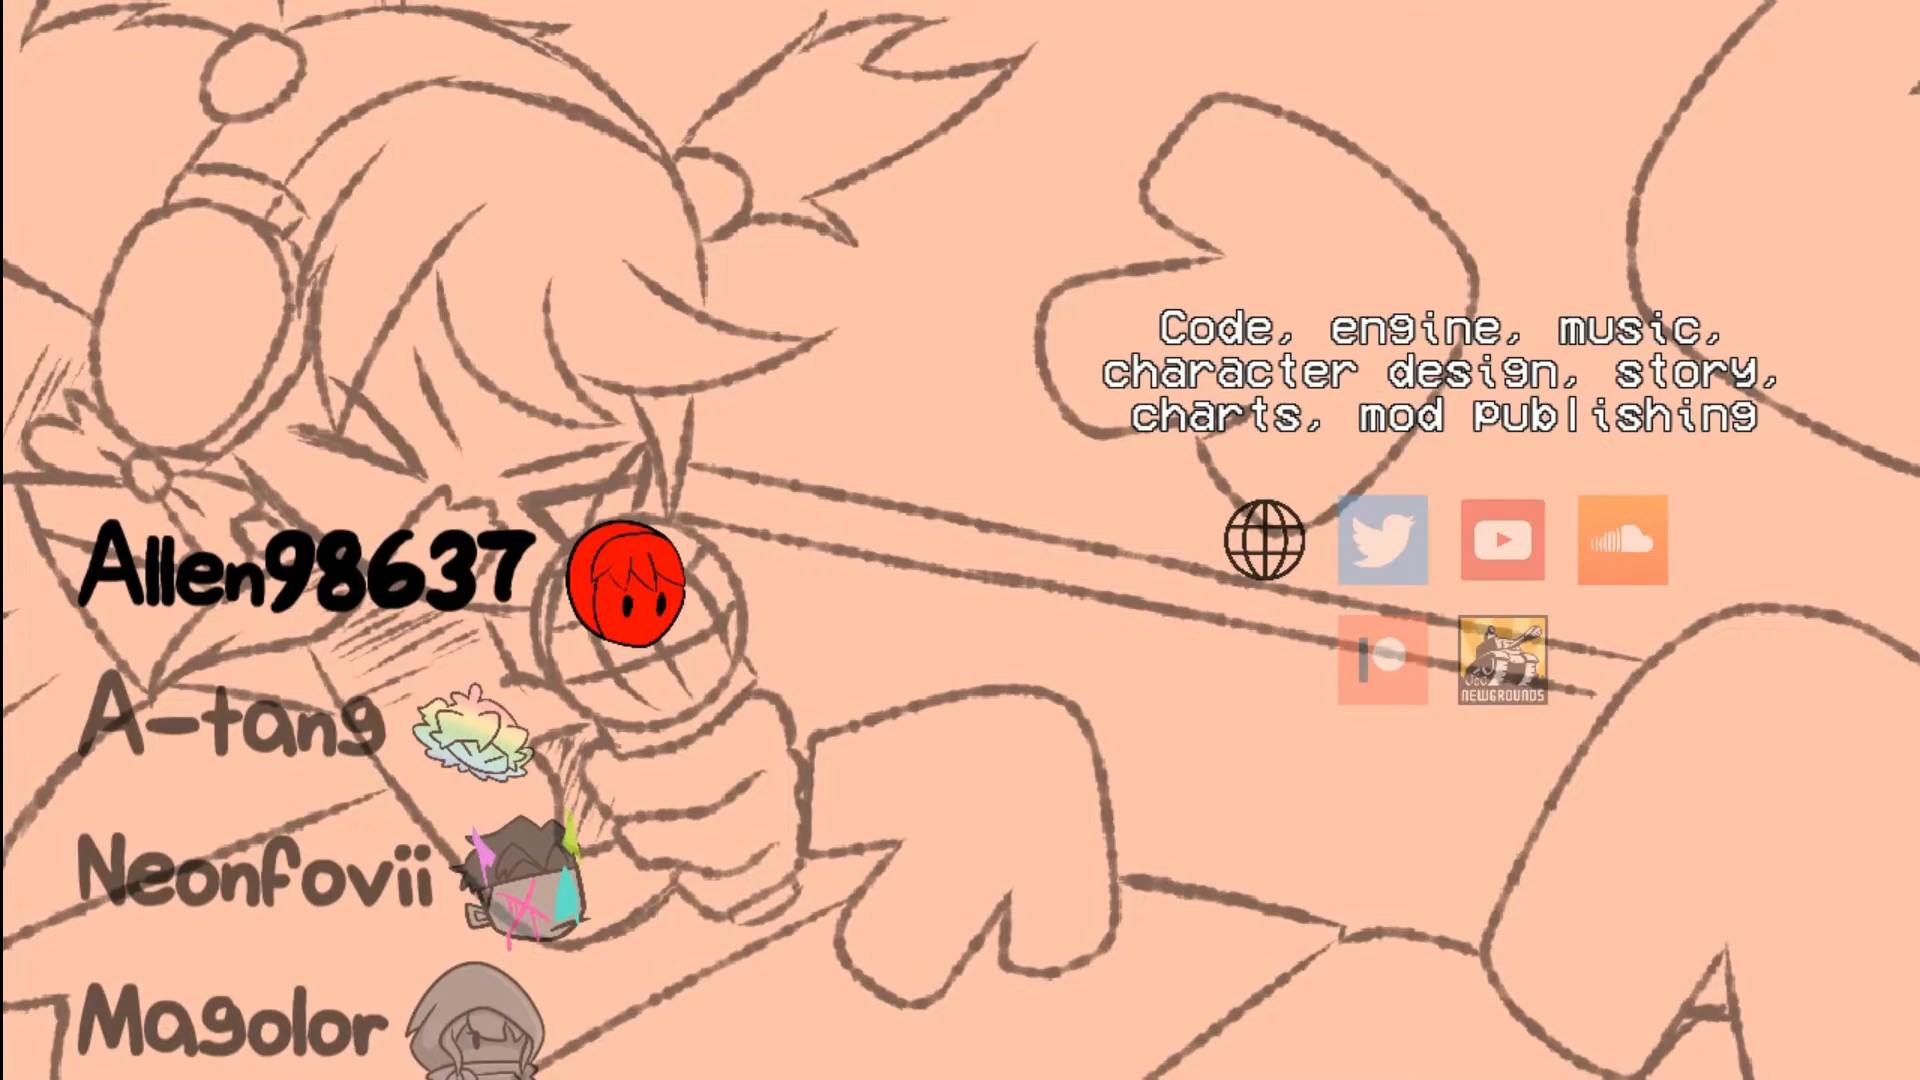 Code, engine, music,
character design, story,
charts, mod publishing
Allen98637
A-tang
NEWGROUNDS
Neonfovii
Magolor